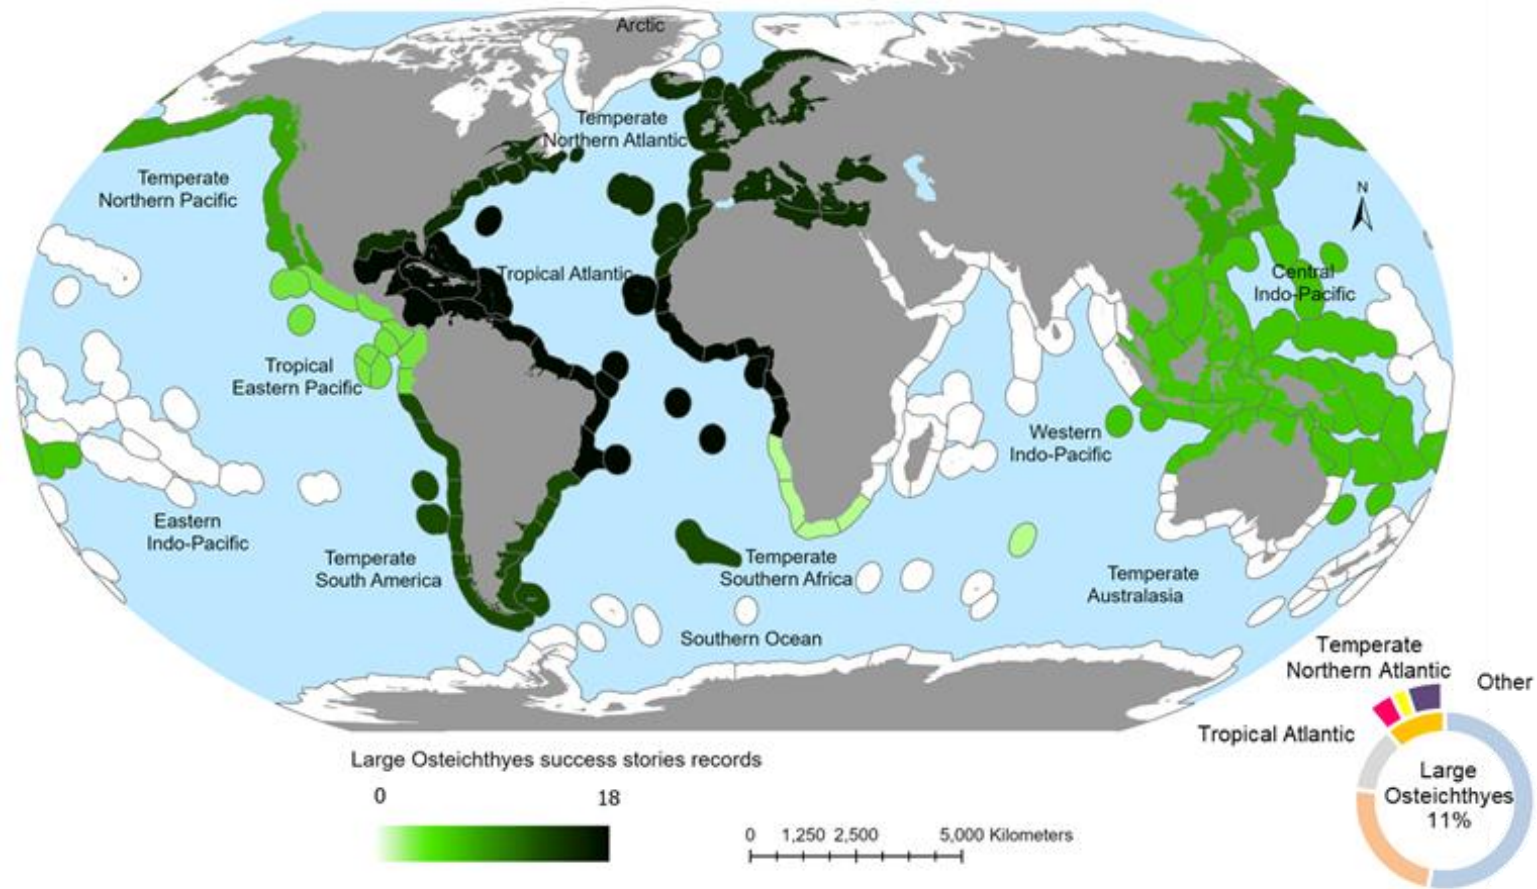 Arctic
Temperate
Northern Atlantic
Temperate
Northern Pacific
N
Tropical Atlantic
Central
Indo-Pacific
Tropical
Eastern Pacific
Western
Indo-Pacific
Eastern
Indo-Pacific
Temperate
South America
Temperate
Southern Africa
Temperate
Australasia
Southern Ocean
Temperate
Northern Atlantic
Other
Tropical Atlantic
Large
Osteichthyes
11%
Large Osteichthyes success stories records
0 18
0 1,250 2,500 5,000 Kilometers